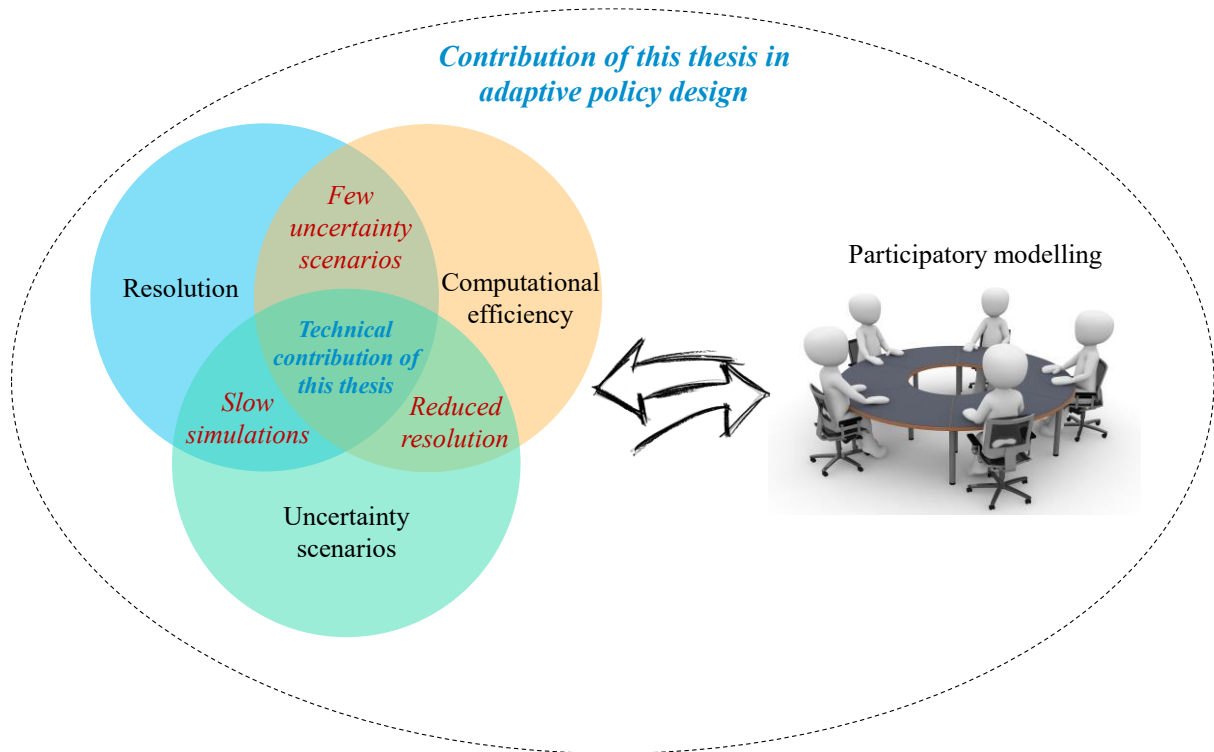 Contribution of this thesis in
adaptive policy design
Few
uncertainty
scenarios
Resolution
Computational
efficiency
Technical
contribution of
this thesis
Slow
simulations
Reduced
resolution
Uncertainty
scenarios
Participatory modelling